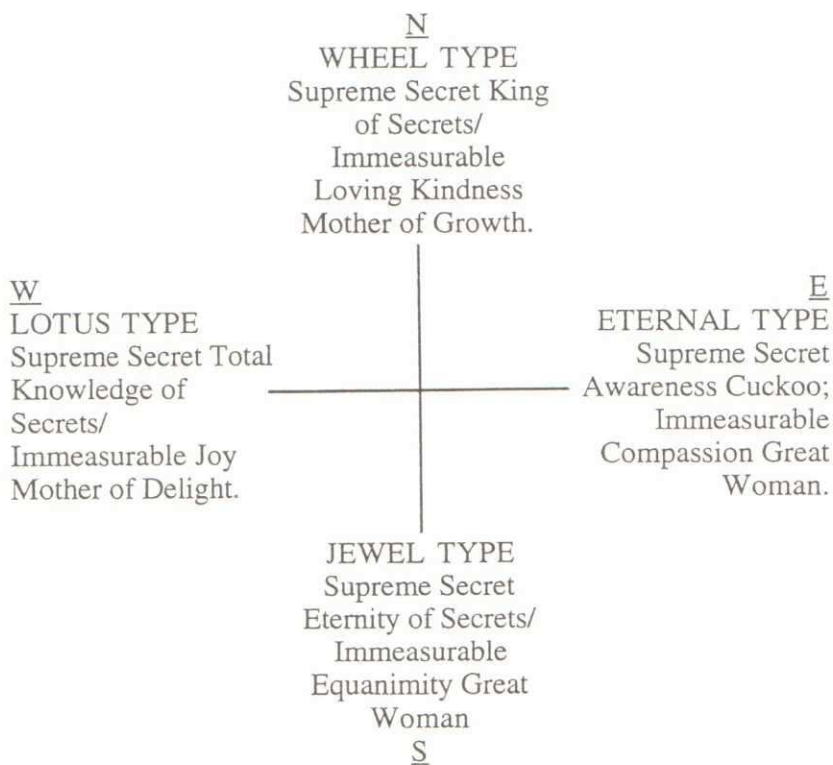 N
WHEEL TYPE
Supreme Secret King
of Secrets/
Immeasurable
Loving Kindness
Mother of Growth.
W
LOTUS TYPE
Supreme Secret Total
Knowledge of
Secrets/
Immeasurable Joy
Mother of Delight.
E
ETERNAL TYPE
Supreme Secret
Awareness Cuckoo;
Immeasurable
Compassion Great
Woman.
JEWEL TYPE
Supreme Secret
Eternity of Secrets/
Immeasurable
Equanimity Great
Woman
S